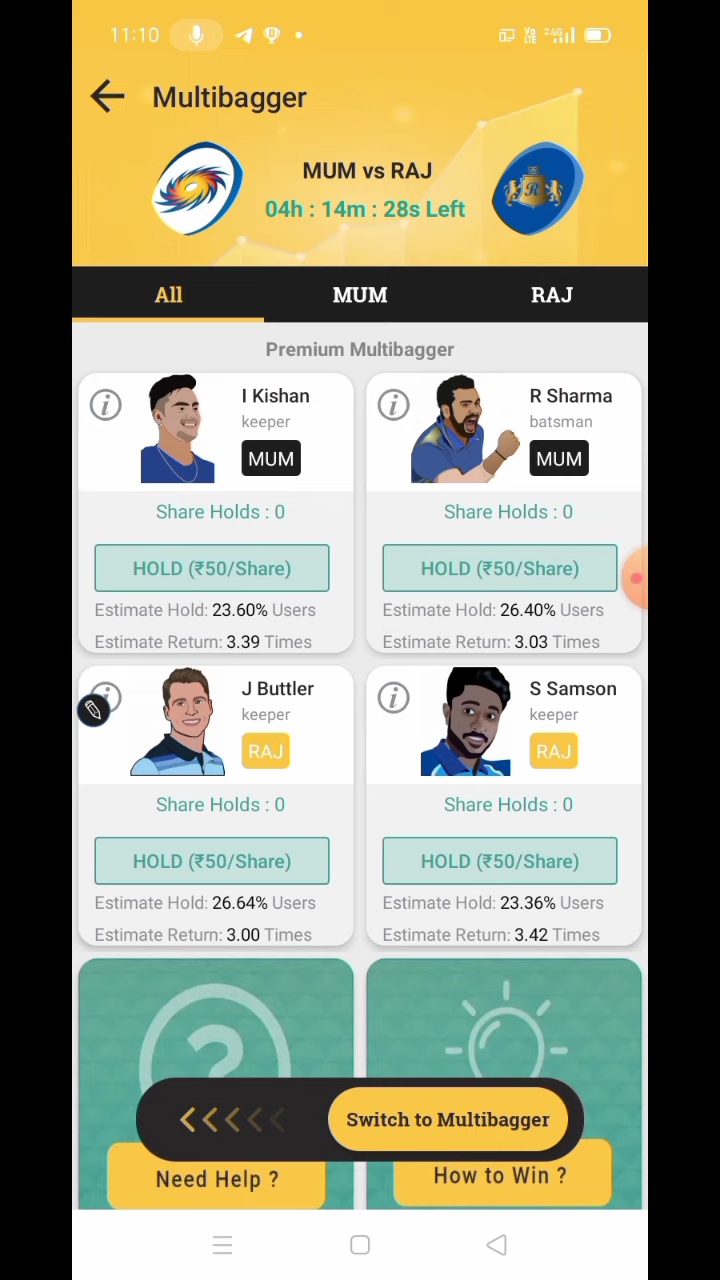 11:10
Vo LTE 4G
Multibagger
MUM vs RAJ
04h : 14m : 28s Left
R
All MUM RAJ
Premium Multibagger
i I Kishan
keeper
MUM
Share Holds : 0
HOLD (₹50/Share)
Estimate Hold: 23.60% Users
Estimate Return: 3.39 Times
i R Sharma
batsman
MUM
Share Holds : 0
HOLD (₹50/Share)
Estimate Hold: 26.40% Users
Estimate Return: 3.03 Times
i J Buttler
keeper
RAJ
Share Holds : 0
HOLD (₹50/Share)
Estimate Hold: 26.64% Users
Estimate Return: 3.00 Times
i S Samson
keeper
RAJ
Share Holds : 0
HOLD (₹50/Share)
Estimate Hold: 23.36% Users
Estimate Return: 3.42 Times
?
Switch to Multibagger
Need Help ?
How to Win ?